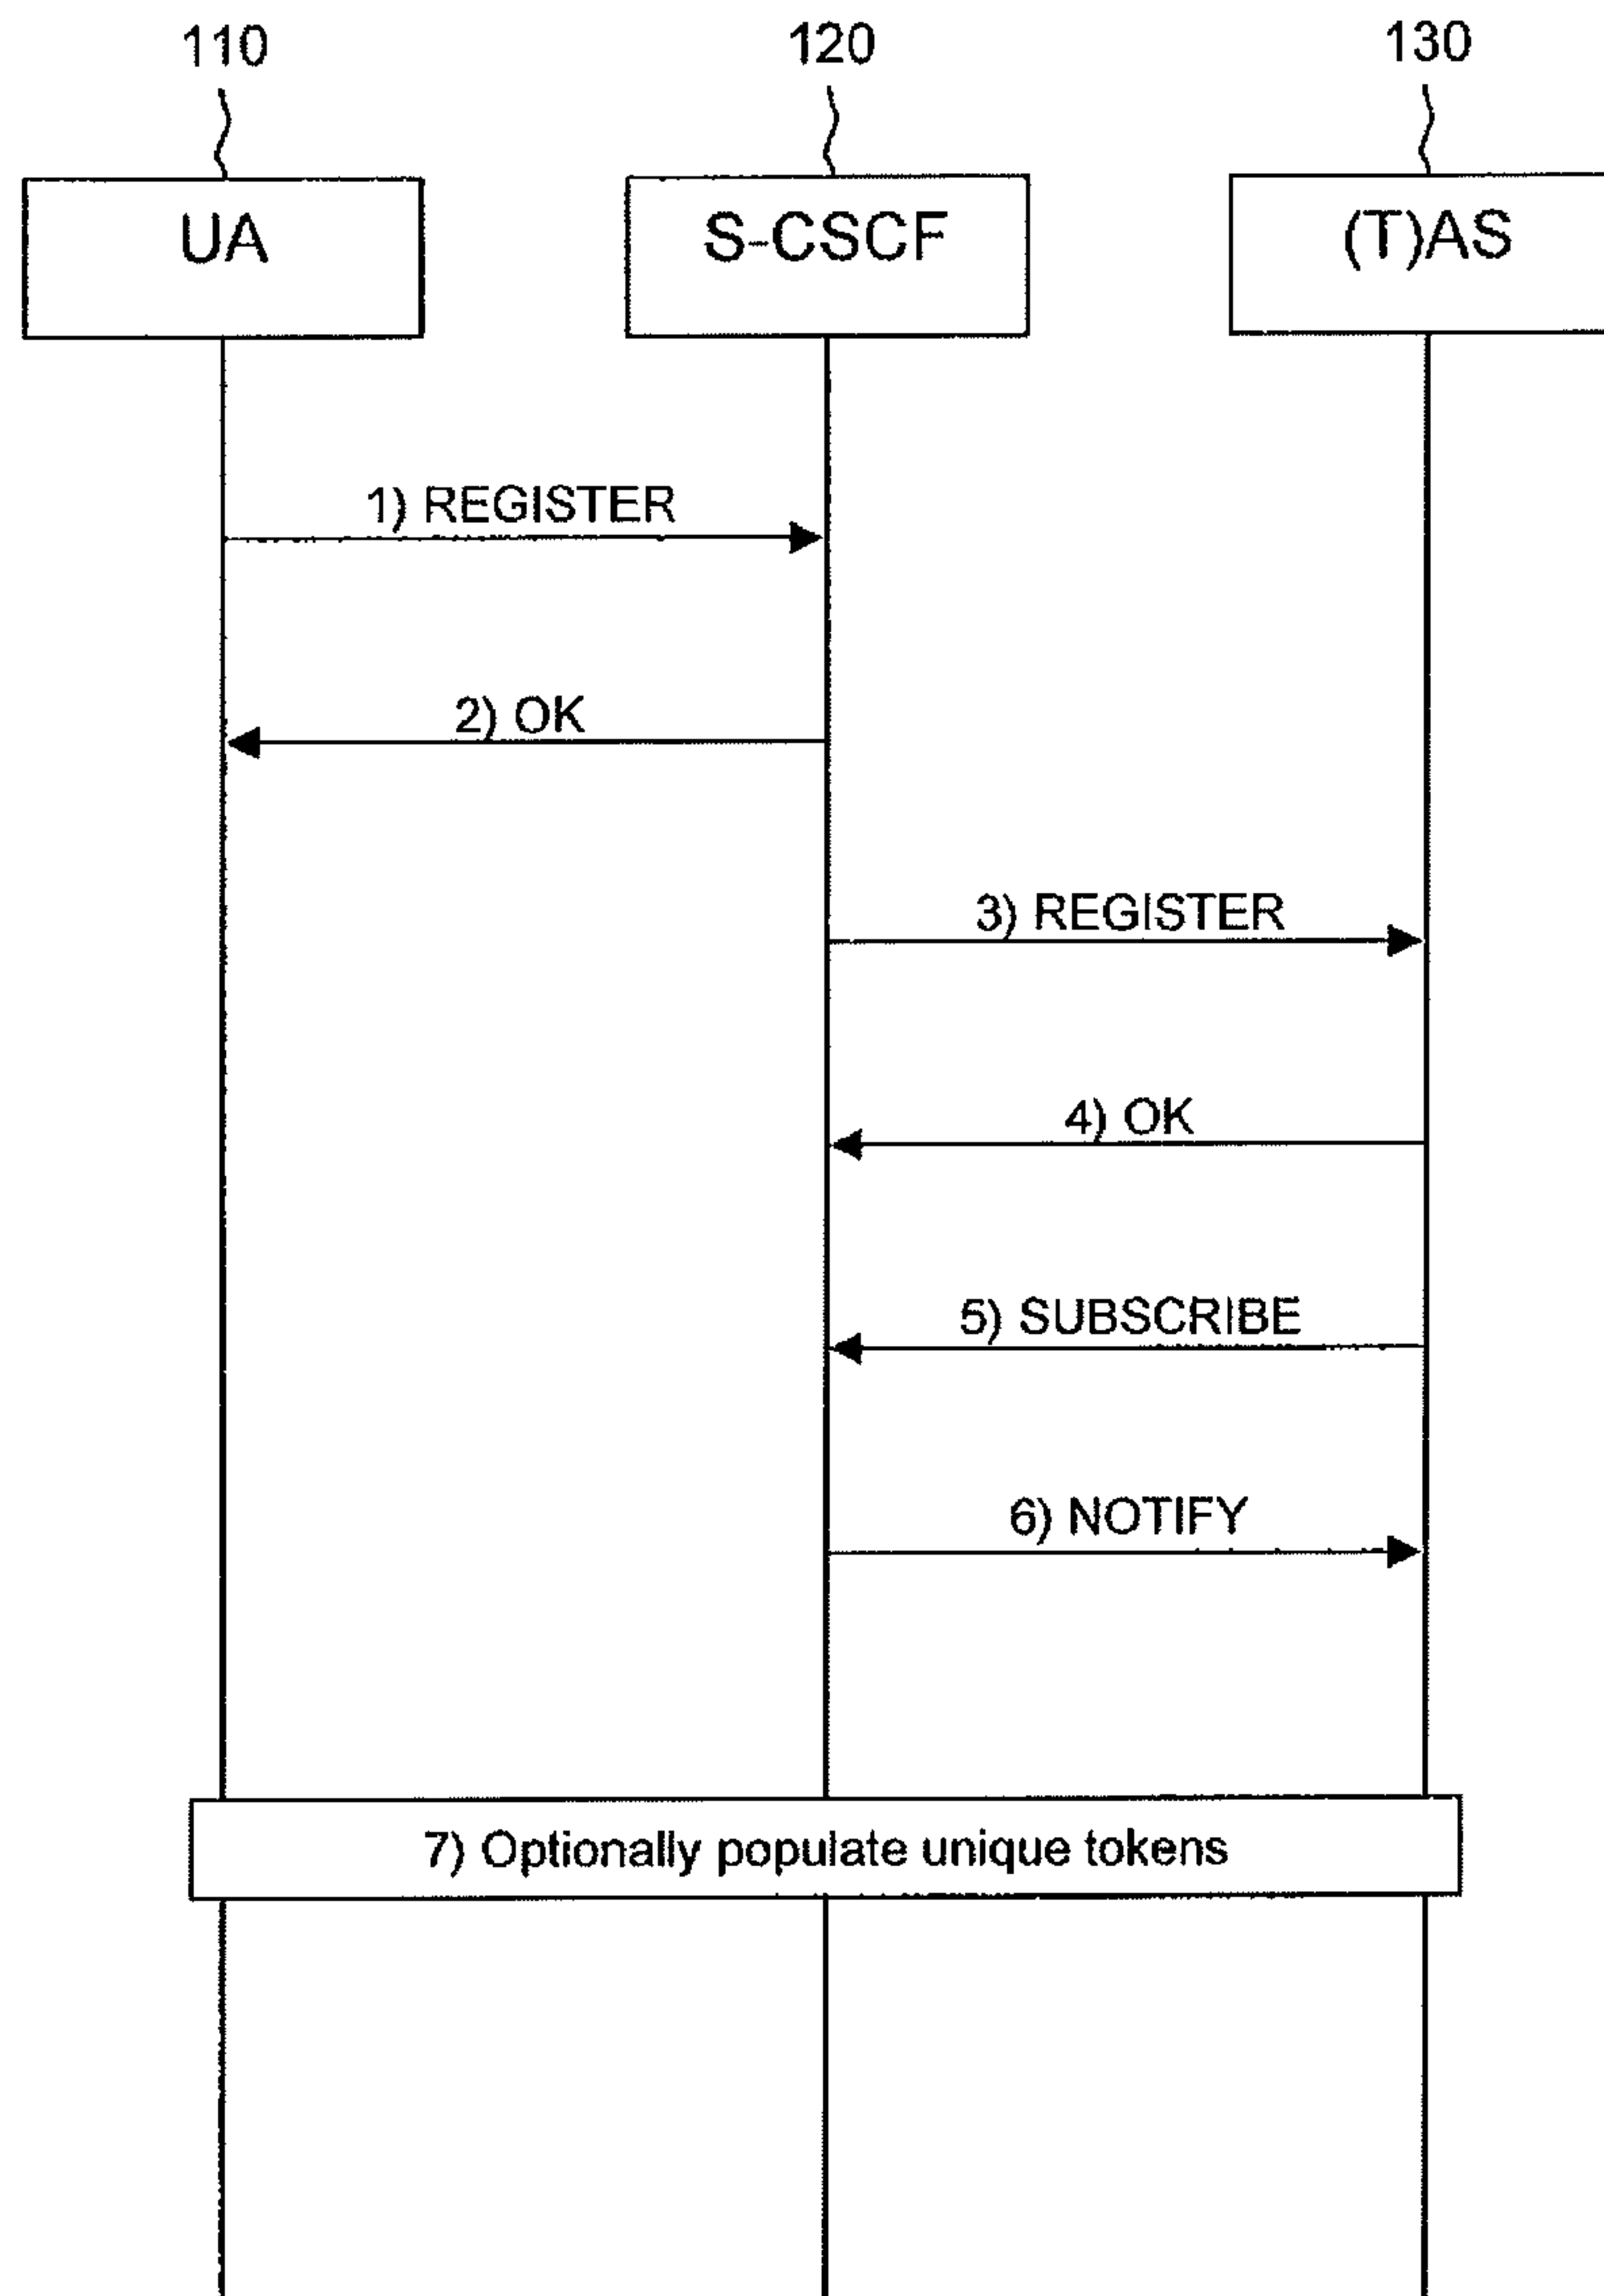 110 120 130
UA S-CSCF (T)AS
1) REGISTER
2) OK
3) REGISTER
4) OK
5) SUBSCRIBE
6) NOTIFY
7) Optionally populate unique tokens